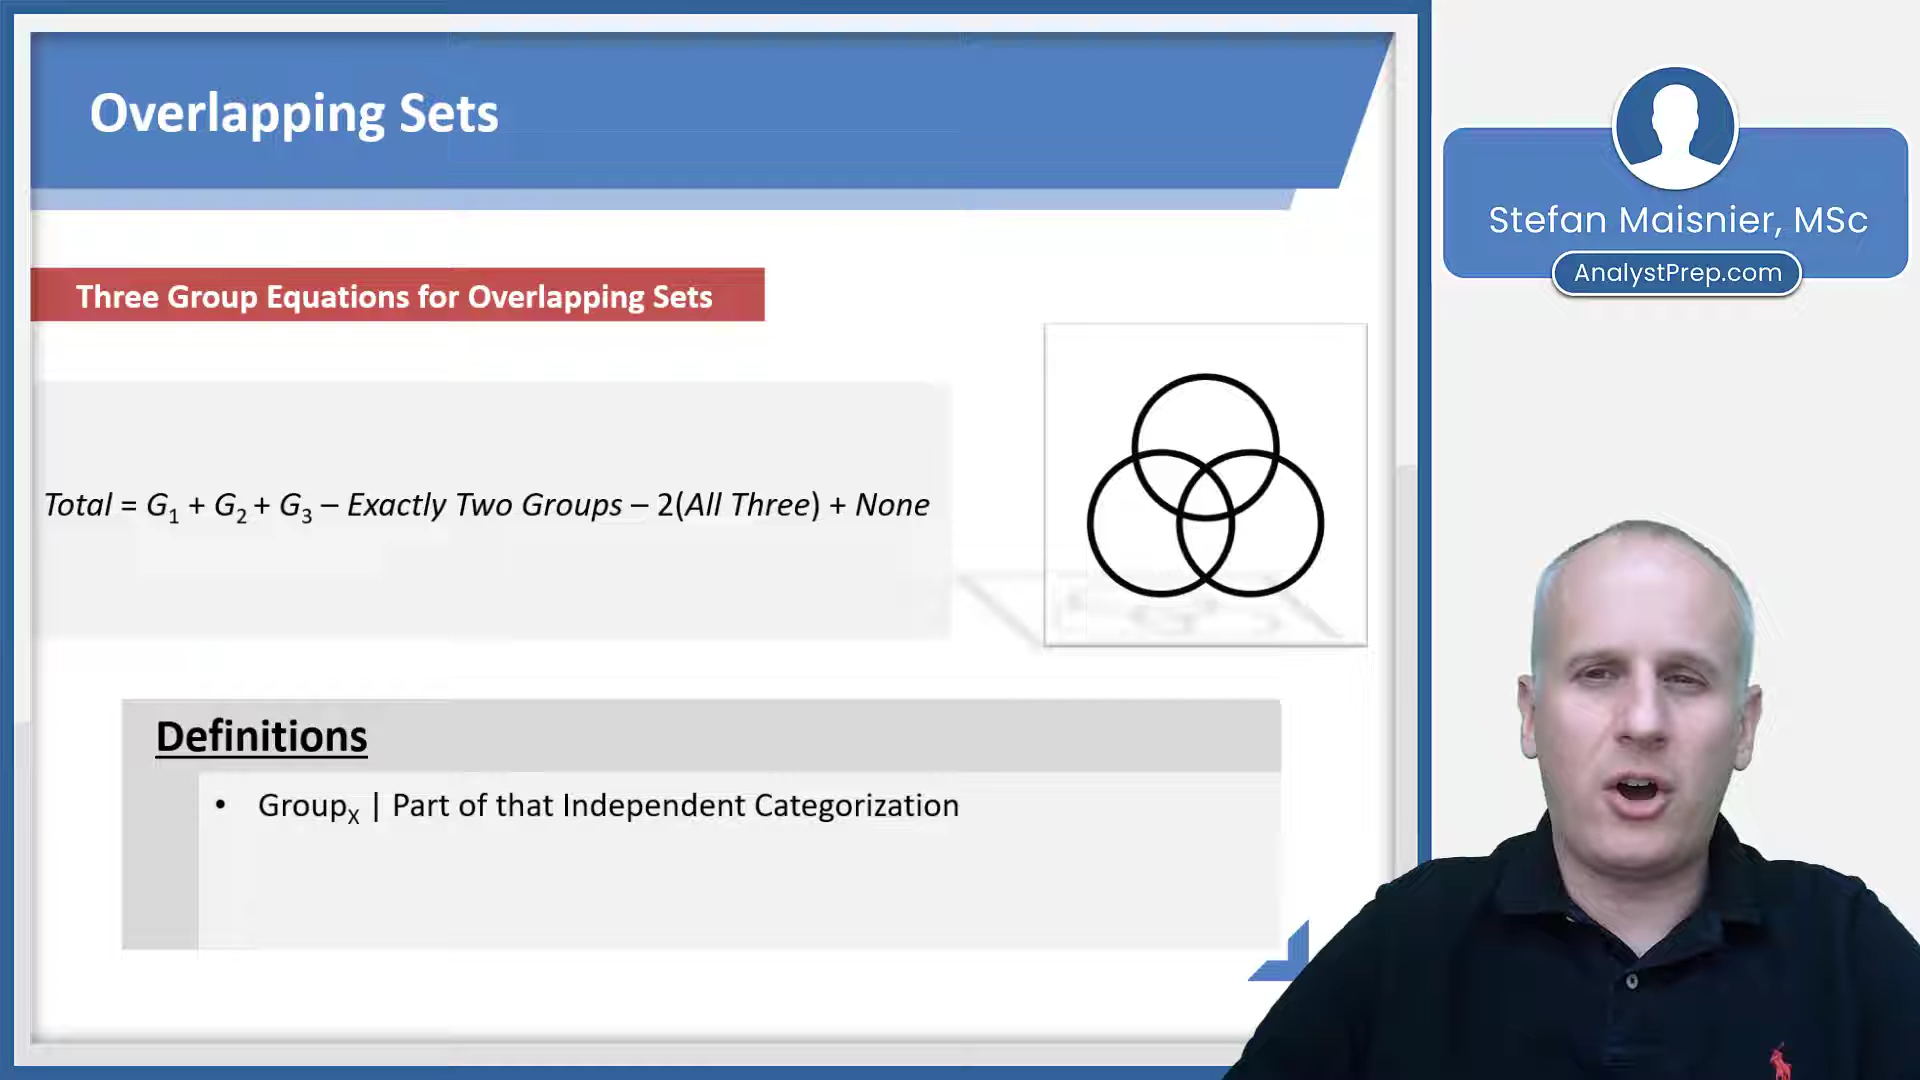 Overlapping Sets
Stefan Maisnier, MSc
AnalystPrep.com
Three Group Equations for Overlapping Sets
Total = G₁ + G₂ + G₃ – Exactly Two Groups – 2(All Three) + None
Definitions
• Groupₓ | Part of that Independent Categorization